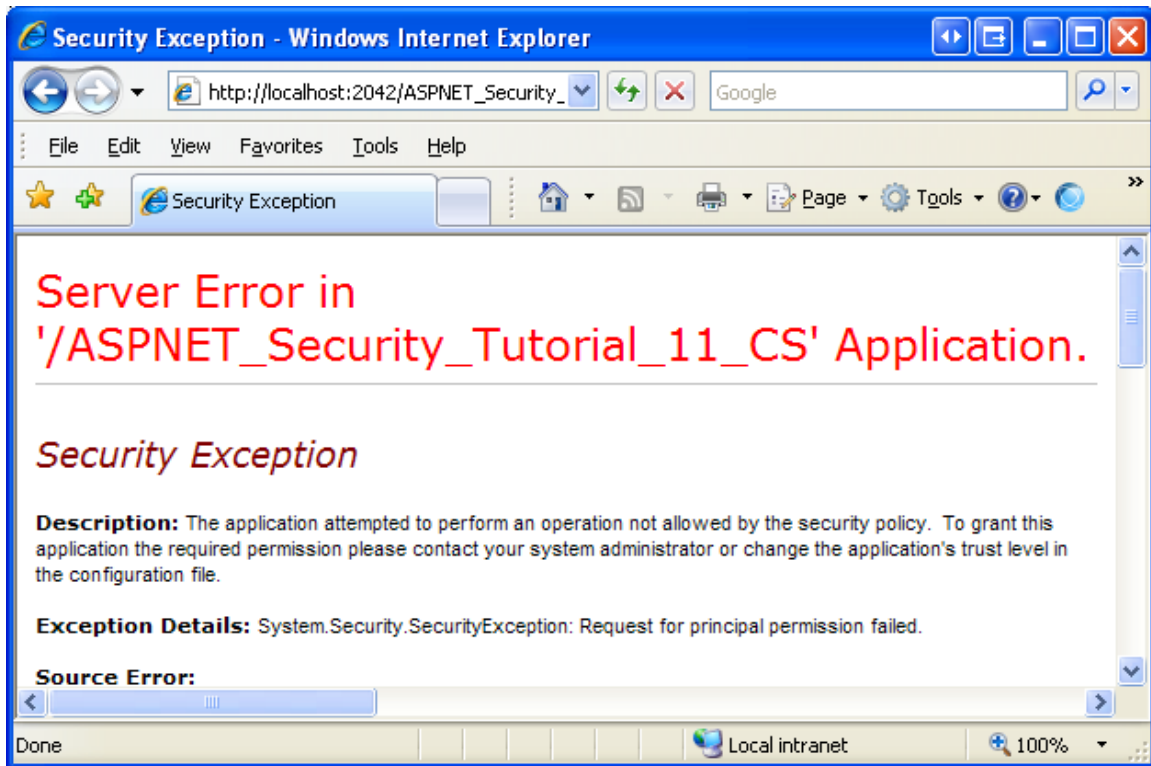 Security Exception - Windows Internet Explorer
http://localhost:2042/ASPNET_Security_
Google
File Edit View Favorites Tools Help
Security Exception
Page Tools
»
Server Error in
'/ASPNET_Security_Tutorial_11_CS' Application.
Security Exception
Description: The application attempted to perform an operation not allowed by the security policy. To grant this
application the required permission please contact your system administrator or change the application's trust level in
the configuration file.
Exception Details: System.Security.SecurityException: Request for principal permission failed.
Source Error:
Done
Local intranet
100%